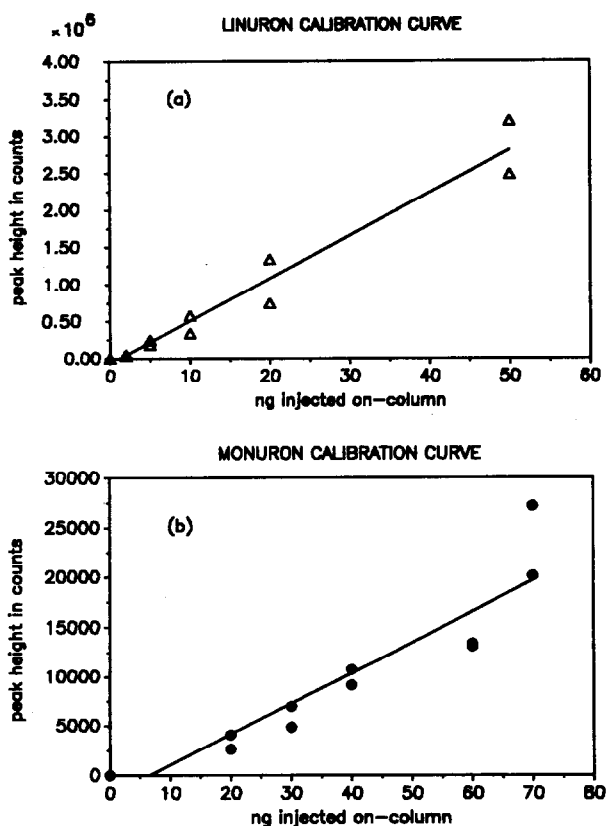 LINURON CALIBRATION CURVE
×10⁶
4.00
3.50
3.00
2.50
2.00
1.50
1.00
0.50
0.00
peak height in counts
(a)
0 10 20 30 40 50 60
ng injected on-column
MONURON CALIBRATION CURVE
30000
25000
20000
15000
10000
5000
0
peak height in counts
(b)
0 10 20 30 40 50 60 70 80
ng injected on-column